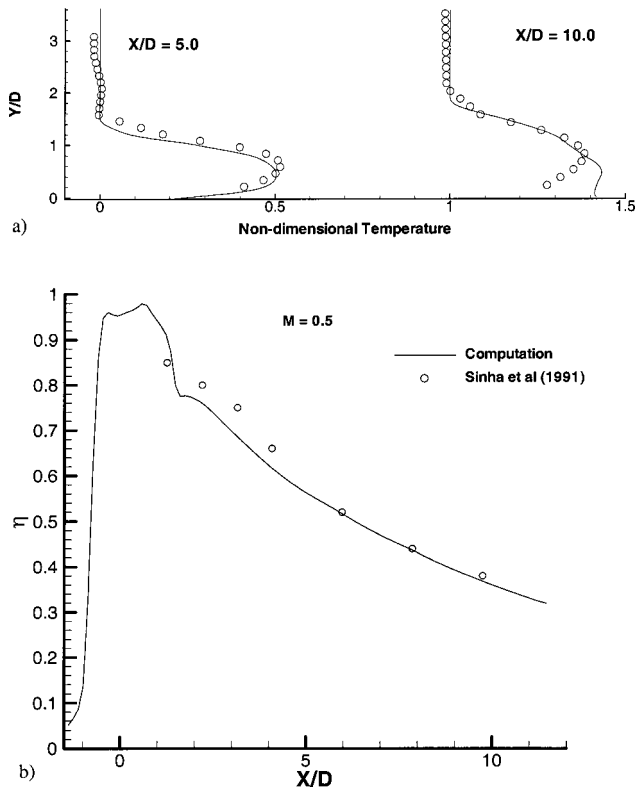 3
2
1
0
Y/D
X/D = 5.0
X/D = 10.0
0
0.5
1
1.5
Non-dimensional Temperature
a)
1
0.9
0.8
0.7
0.6
0.5
0.4
0.3
0.2
0.1
0
η
M = 0.5
Computation
Sinha et al (1991)
0
5
10
X/D
b)